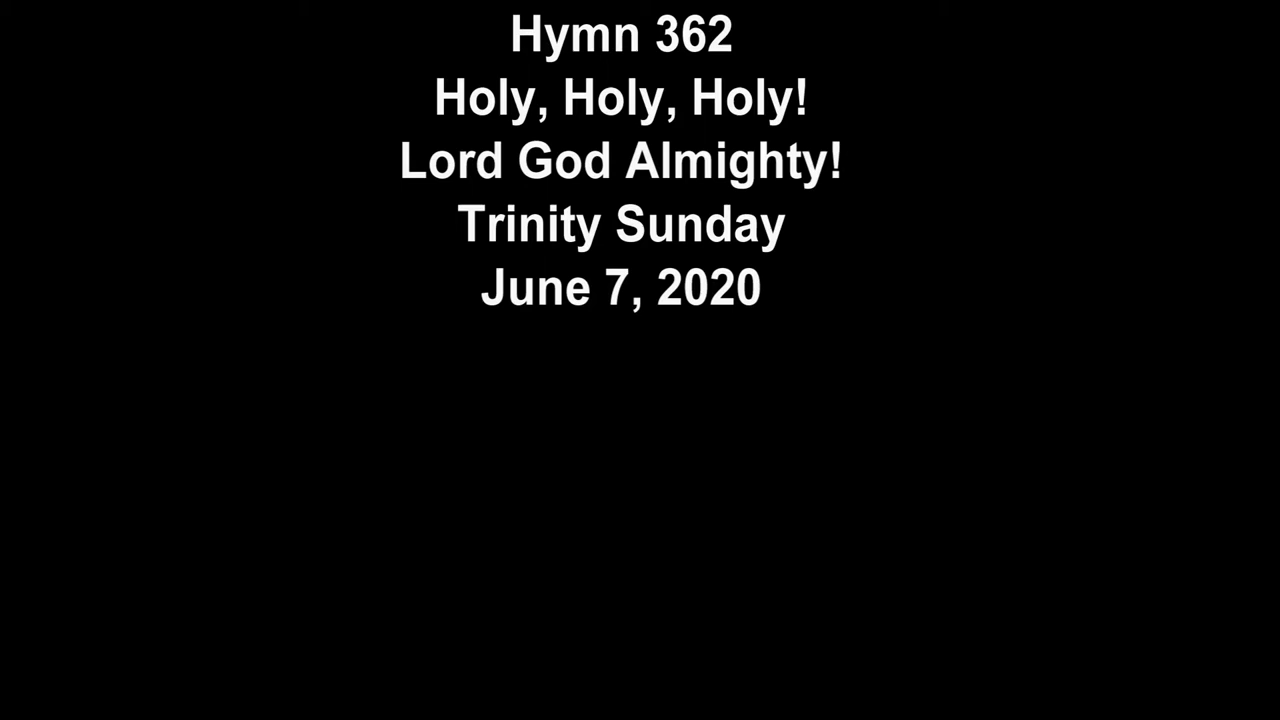 Hymn 362
Holy, Holy, Holy!
Lord God Almighty!
Trinity Sunday
June 7, 2020